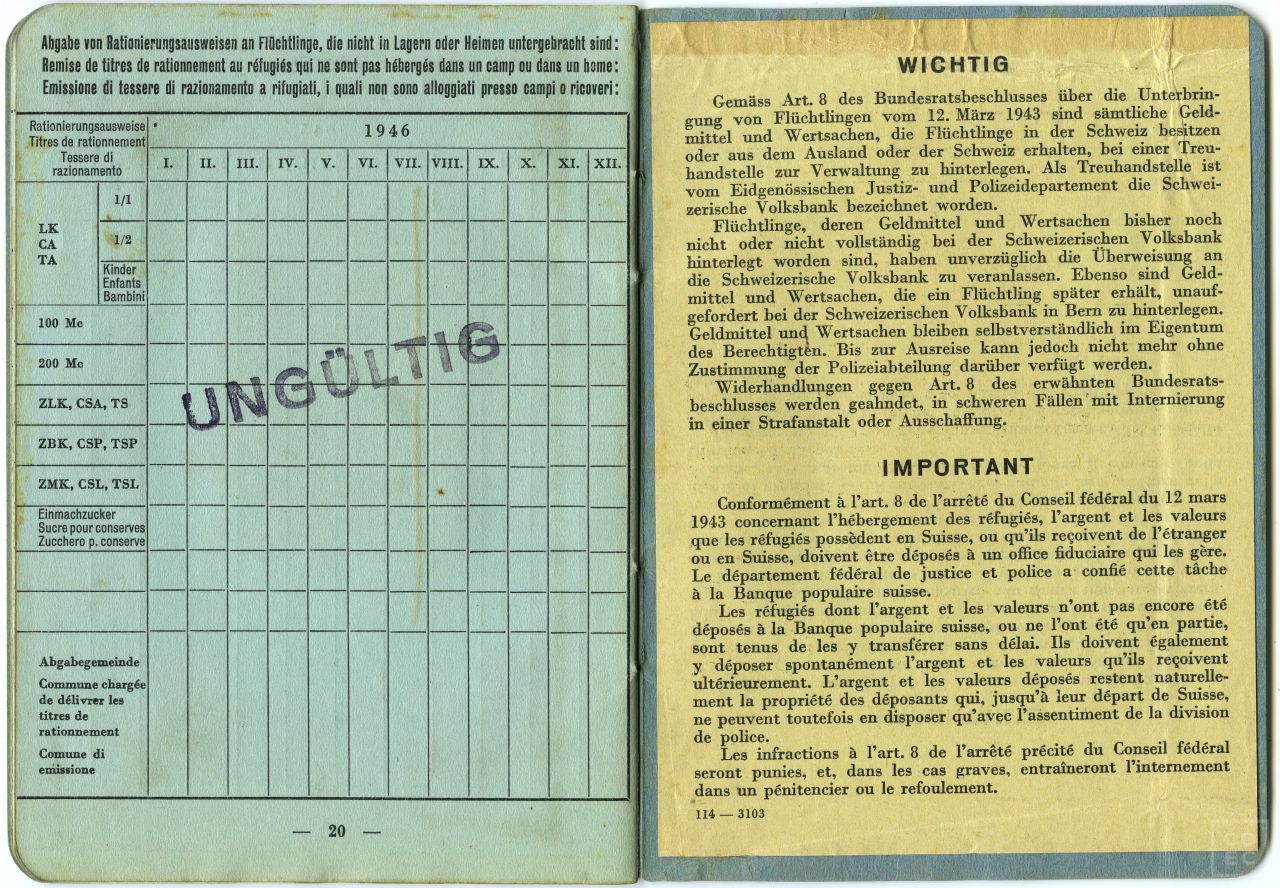 Abgabe von Rationierungsausweisen an Flüchtlinge, die nicht in Lagern oder Heimen untergebracht sind:
Remise de titres de rationnement au réfugiés qui ne sont pas hébergés dans un camp ou dans un home:
Emissione di tessere di razionamento a rifugiati, i quali non sono alloggiati presso campi o ricoveri:
Rationierungsausweise
Titres de rationnement
Tessere di
razionamento
1946
I. II. III. IV. V. VI. VII. VIII. IX. X. XI. XII.
LK
CA
TA
1/1
1/2
Kinder
Enfants
Bambini
100 Mc
200 Mc
ZLK, CSA, TS
ZBK, CSP, TSP
ZMK, CSL, TSL
Einmachzucker
Sucre pour conserves
Zucchero p. conserve
UNGÜLTIG
Abgabegemeinde
Commune chargée
de délivrer les
titres de
rationnement
Comune di
emissione
— 20 —
WICHTIG
Gemäss Art. 8 des Bundesratsbeschlusses über die Unterbrin-
gung von Flüchtlingen vom 12. März 1943 sind sämtliche Geld-
mittel und Wertsachen, die Flüchtlinge in der Schweiz besitzen
oder aus dem Ausland oder der Schweiz erhalten, bei einer Treu-
handstelle zur Verwaltung zu hinterlegen. Als Treuhandstelle ist
vom Eidgenössischen Justiz- und Polizeidepartement die Schwei-
zerische Volksbank bezeichnet worden.
Flüchtlinge, deren Geldmittel und Wertsachen bisher noch
nicht oder nicht vollständig bei der Schweizerischen Volksbank
hinterlegt worden sind, haben unverzüglich die Überweisung an
die Schweizerische Volksbank zu veranlassen. Ebenso sind Geld-
mittel und Wertsachen, die ein Flüchtling später erhält, unauf-
gefordert bei der Schweizerischen Volksbank in Bern zu hinterlegen.
Geldmittel und Wertsachen bleiben selbstverständlich im Eigentum
des Berechtigten. Bis zur Ausreise kann jedoch nicht mehr ohne
Zustimmung der Polizeiabteilung darüber verfügt werden.
Widerhandlungen gegen Art. 8 des erwähnten Bundesrats-
beschlusses werden geahndet, in schweren Fällen mit Internierung
in einer Strafanstalt oder Ausschaffung.
IMPORTANT
Conformément à l'art. 8 de l'arrêté du Conseil fédéral du 12 mars
1943 concernant l'hébergement des réfugiés, l'argent et les valeurs
que les réfugiés possèdent en Suisse, ou qu'ils reçoivent de l'étranger
ou en Suisse, doivent être déposés à un office fiduciaire qui les gère.
Le département fédéral de justice et police a confié cette tâche
à la Banque populaire suisse.
Les réfugiés dont l'argent et les valeurs n'ont pas encore été
déposés à la Banque populaire suisse, ou ne l'ont été qu'en partie,
sont tenus de les y transférer sans délai. Ils doivent également
y déposer spontanément l'argent et les valeurs qu'ils reçoivent
ultérieurement. L'argent et les valeurs déposés restent naturelle-
ment la propriété des déposants qui, jusqu'à leur départ de Suisse,
ne peuvent toutefois en disposer qu'avec l'assentiment de la division
de police.
Les infractions à l'art. 8 de l'arrêté précité du Conseil fédéral
seront punies, et, dans les cas graves, entraîneront l'internement
dans un pénitencier ou le refoulement.
114 — 3103
CD
EC